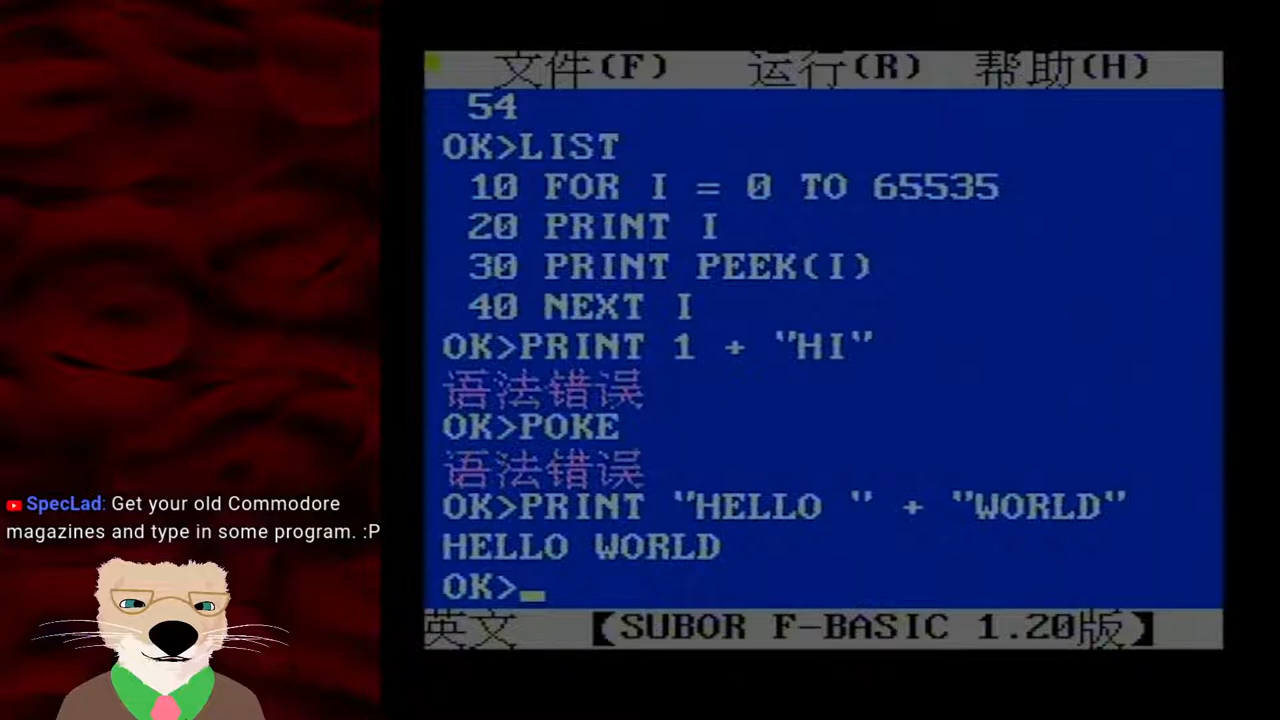 文件(F) 运行(R) 帮助(H)
54
OK>LIST
10 FOR I = 0 TO 65535
20 PRINT I
30 PRINT PEEK(I)
40 NEXT I
OK>PRINT 1 + "HI"
语法错误
OK>POKE
语法错误
OK>PRINT "HELLO " + "WORLD"
HELLO WORLD
OK>_
英文 【SUBOR F-BASIC 1.20版】
SpecLad: Get your old Commodore
magazines and type in some program. :P